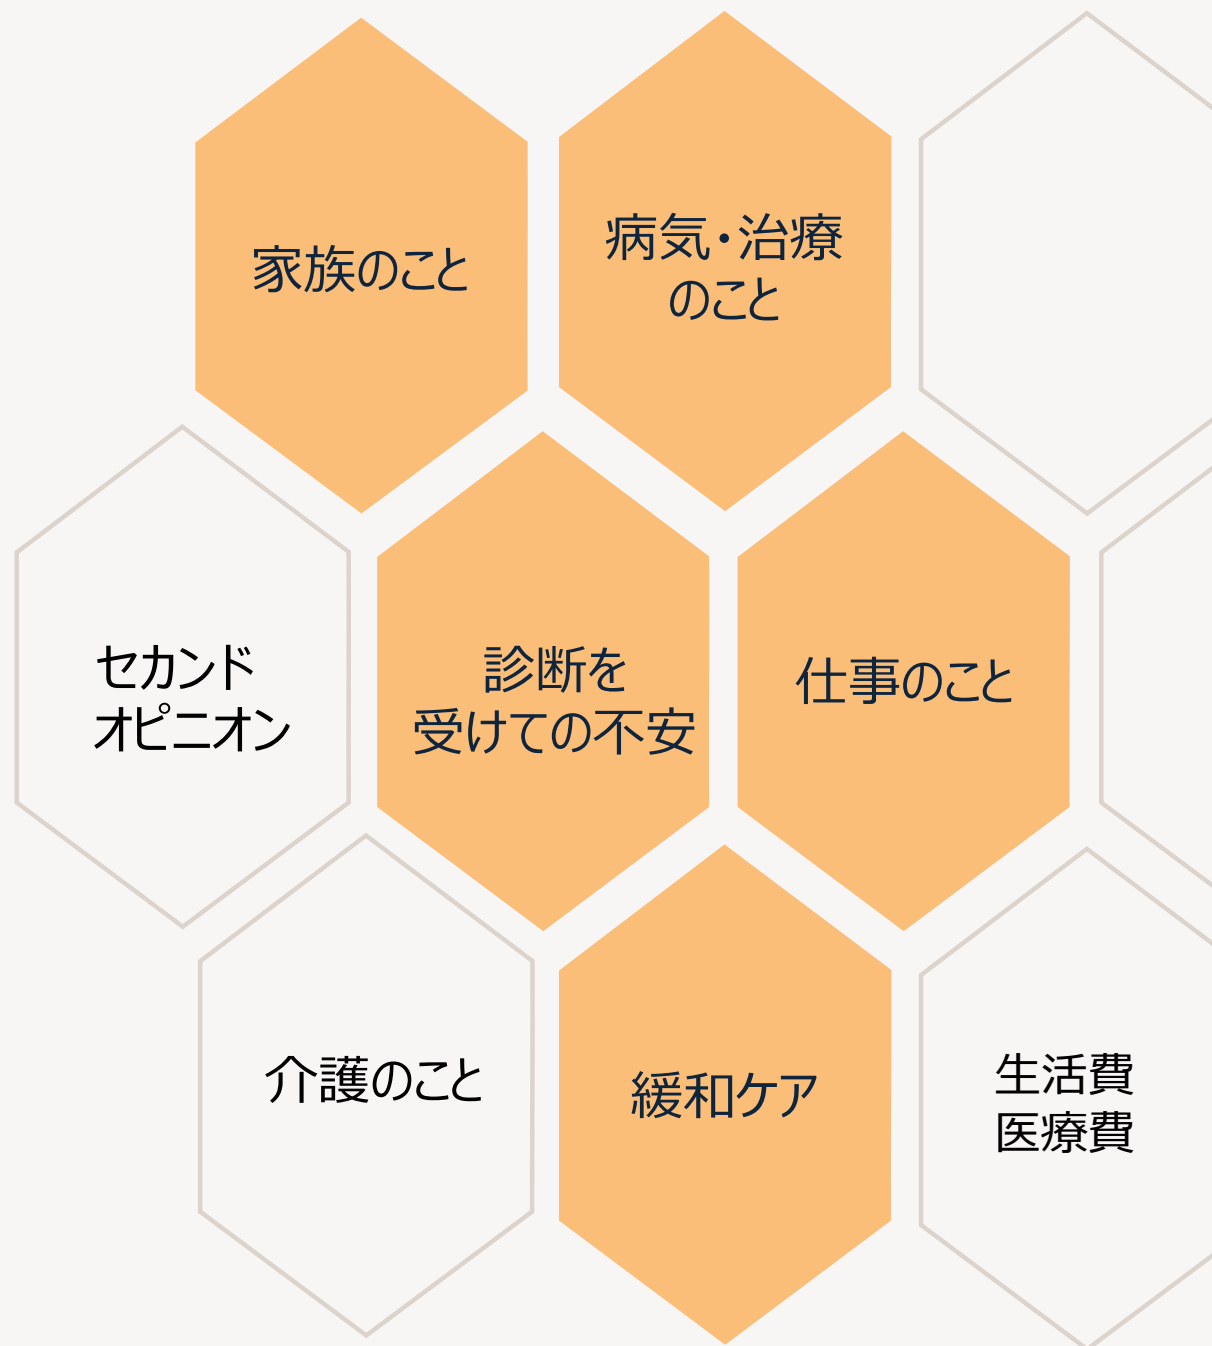 家族のこと
病気・治療
のこと
セカンド
オピニオン
診断を
受けての不安
仕事のこと
介護のこと
緩和ケア
生活費
医療費